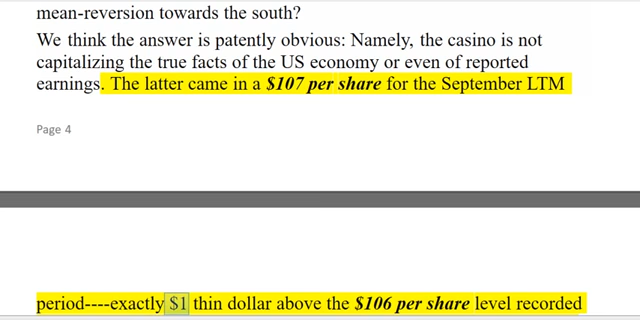 mean-reversion towards the south?
We think the answer is patently obvious: Namely, the casino is not
capitalizing the true facts of the US economy or even of reported
earnings. The latter came in a $107 per share for the September LTM
Page 4
period----exactly $1 thin dollar above the $106 per share level recorded